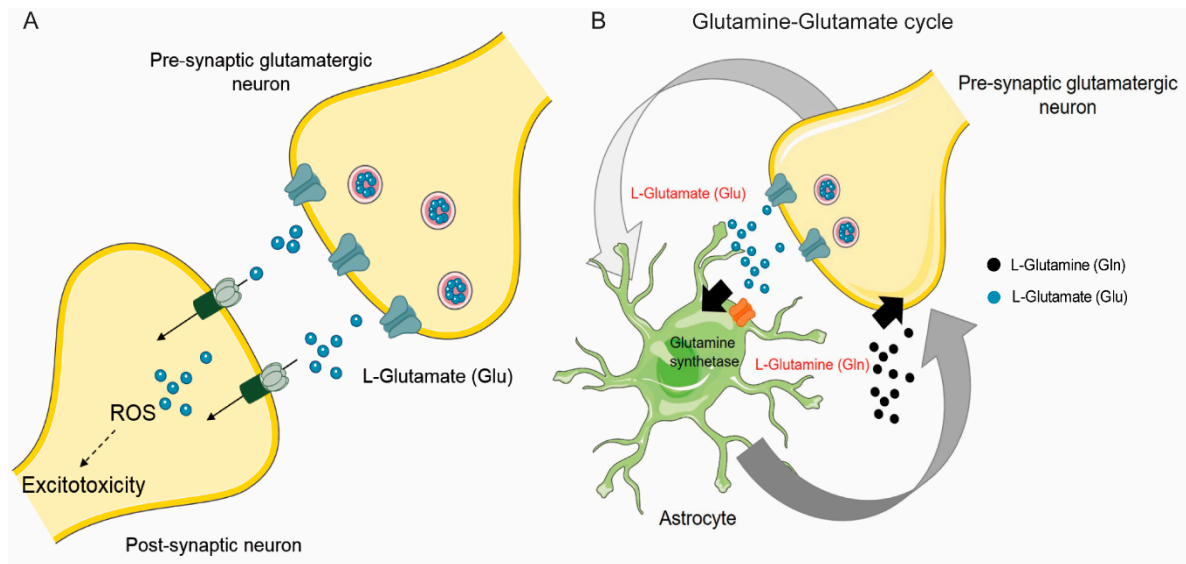 A
Pre-synaptic glutamatergic
neuron
L-Glutamate (Glu)
ROS
Excitotoxicity
Post-synaptic neuron
B
Glutamine-Glutamate cycle
Pre-synaptic glutamatergic
neuron
L-Glutamate (Glu)
L-Glutamine (Gln)
L-Glutamate (Glu)
Glutamine
synthetase
L-Glutamine (Gln)
Astrocyte